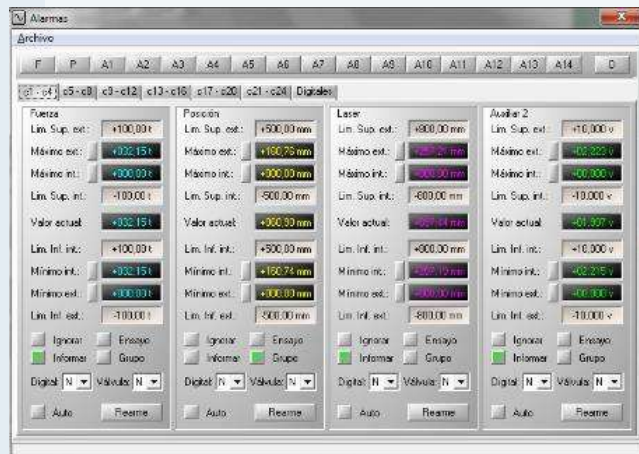 Alarmas
Archivo
F P A1 A2 A3 A4 A5 A6 A7 A8 A9 A10 A11 A12 A13 A14 D
c1 - c4 c5 - c8 c9 - c12 c13 - c16 c17 - c20 c21 - c24 Digitales
Fuerza
Lim. Sup. ext.: +100,00 t
Máximo ext.: +032,15 t
Máximo int.: +000,00 t
Lim. Sup. int.: -100,00 t
Valor actual: +032,15 t
Lim. Inf. int.: +100,00 t
Mínimo int.: +032,15 t
Mínimo ext.: +000,00 t
Lim. Inf. ext.: -100,00 t
Ignorar Ensayo
Informar Grupo
Digital: N Válvula: N
Auto Rearme
Posición
Lim. Sup. ext.: +500,00 mm
Máximo ext.: +160,76 mm
Máximo int.: +000,00 mm
Lim. Sup. int.: -500,00 mm
Valor actual: mm
Lim. Inf. int.: +500,00 mm
Mínimo int.: +160,74 mm
Mínimo ext.: +000,00 mm
Lim. Inf. ext.: -500,00 mm
Ignorar Ensayo
Informar Grupo
Digital: N Válvula: N
Auto Rearme
Laser
Lim. Sup. ext.: +800,00 mm
Máximo ext.: mm
Máximo int.: +000,00 mm
Lim. Sup. int.: -800,00 mm
Valor actual: mm
Lim. Inf. int.: +800,00 mm
Mínimo int.: mm
Mínimo ext.: +000,00 mm
Lim. Inf. ext.: -800,00 mm
Ignorar Ensayo
Informar Grupo
Digital: N Válvula: N
Auto Rearme
Auxiliar 2
Lim. Sup. ext.: +10,000 v
Máximo ext.: +02,223 v
Máximo int.: +00,000 v
Lim. Sup. int.: -10,000 v
Valor actual: v
Lim. Inf. int.: +10,000 v
Mínimo int.: +02,215 v
Mínimo ext.: +00,000 v
Lim. Inf. ext.: -10,000 v
Ignorar Ensayo
Informar Grupo
Digital: N Válvula: N
Auto Rearme